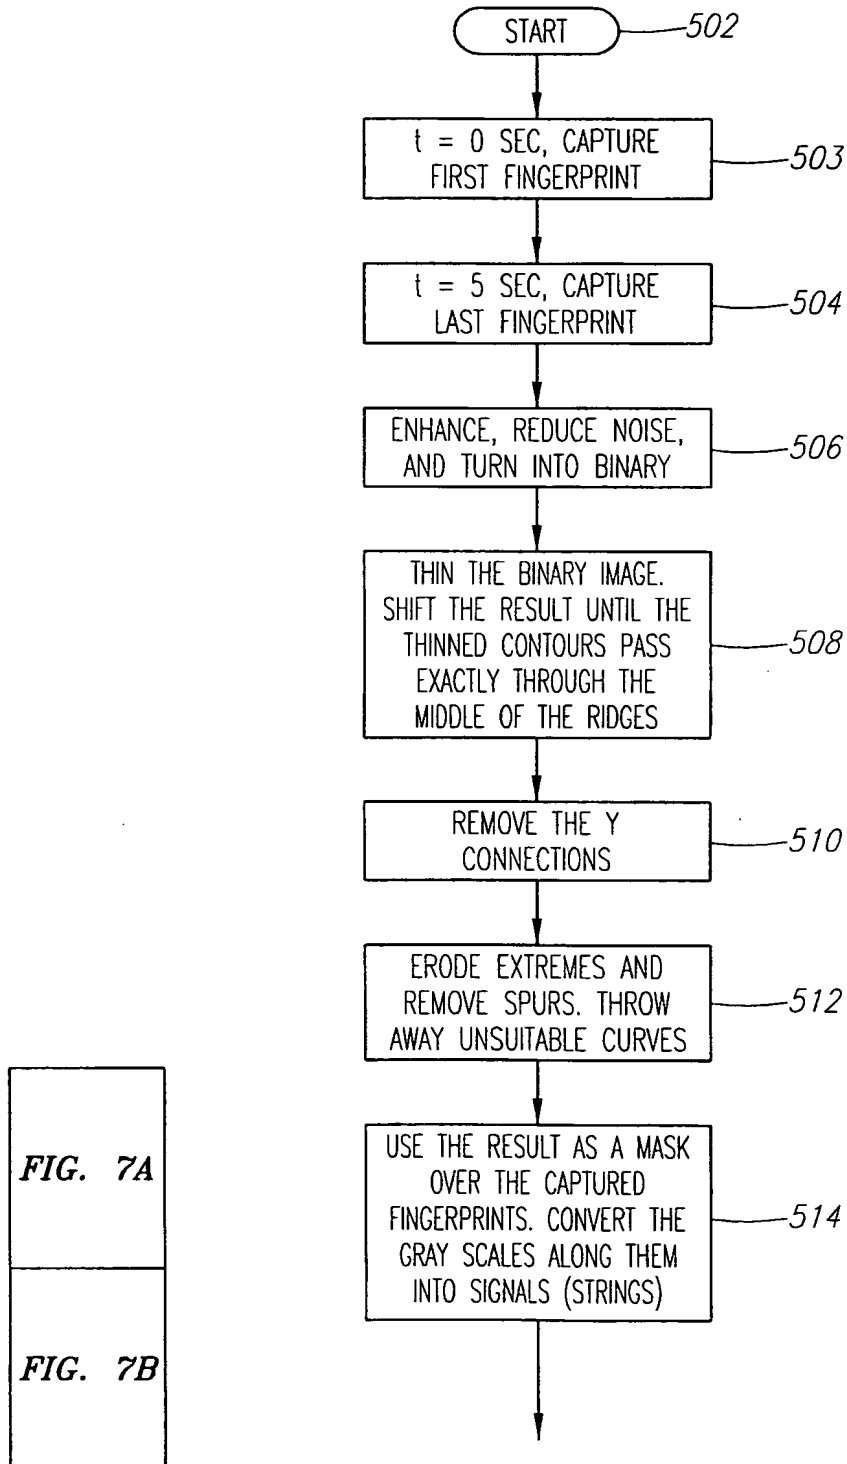 START
502
t = 0 SEC, CAPTURE
FIRST FINGERPRINT
503
t = 5 SEC, CAPTURE
LAST FINGERPRINT
504
ENHANCE, REDUCE NOISE,
AND TURN INTO BINARY
506
THIN THE BINARY IMAGE.
SHIFT THE RESULT UNTIL THE
THINNED CONTOURS PASS
EXACTLY THROUGH THE
MIDDLE OF THE RIDGES
508
REMOVE THE Y
CONNECTIONS
510
ERODE EXTREMES AND
REMOVE SPURS. THROW
AWAY UNSUITABLE CURVES
512
USE THE RESULT AS A MASK
OVER THE CAPTURED
FINGERPRINTS. CONVERT THE
GRAY SCALES ALONG THEM
INTO SIGNALS (STRINGS)
514
FIG. 7A
FIG. 7B